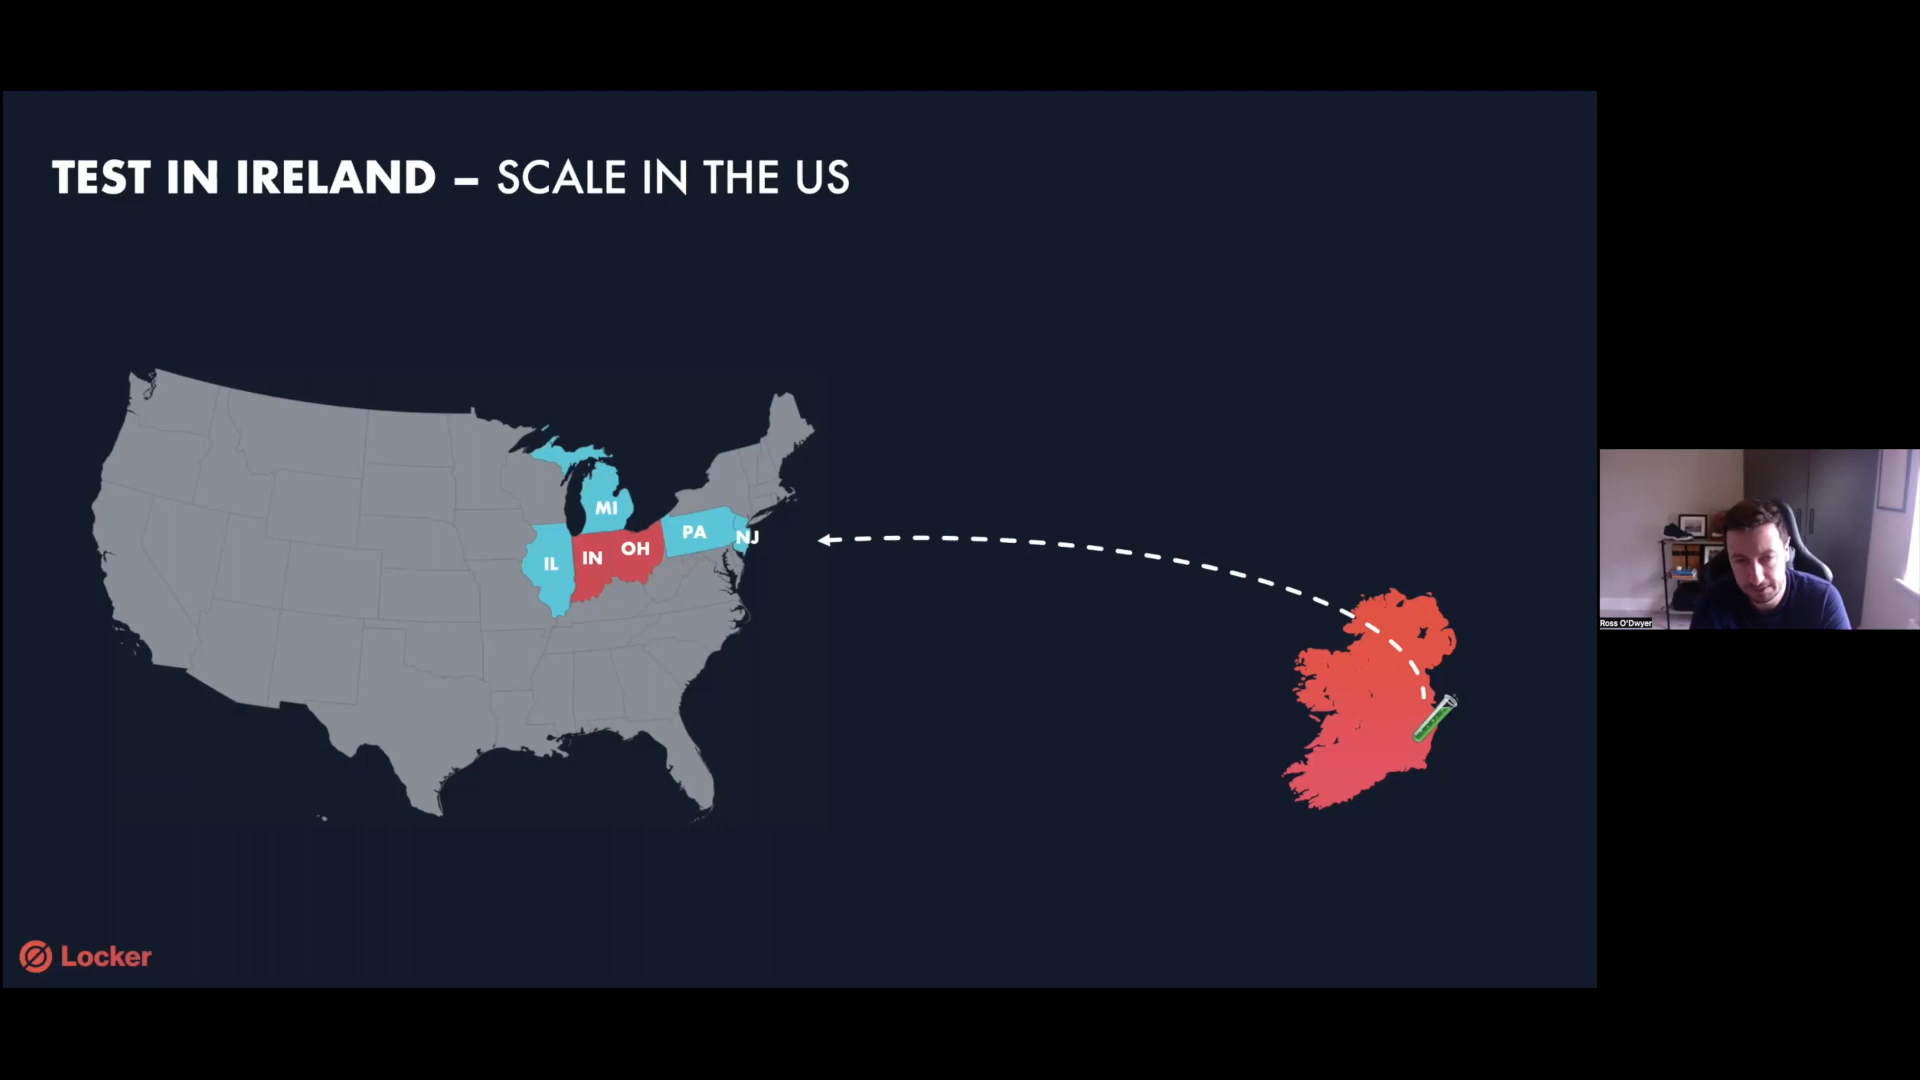 TEST IN IRELAND – SCALE IN THE US
MI
PA
NJ
OH
IN
IL
Ross O'Dwyer
Locker